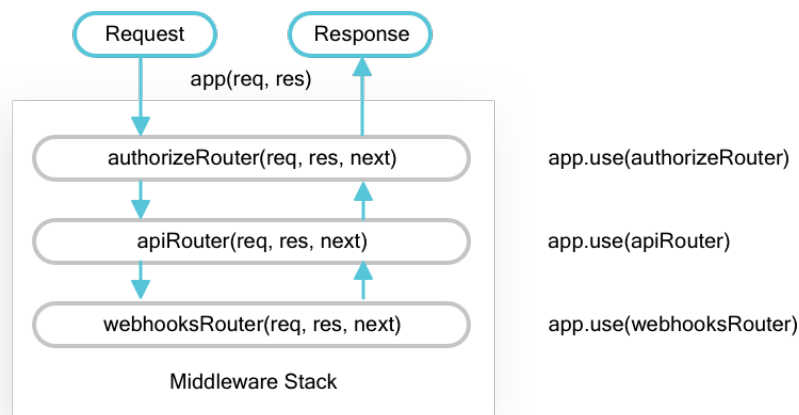 Request
Response
app(req, res)
authorizeRouter(req, res, next)
app.use(authorizeRouter)
apiRouter(req, res, next)
app.use(apiRouter)
webhooksRouter(req, res, next)
app.use(webhooksRouter)
Middleware Stack